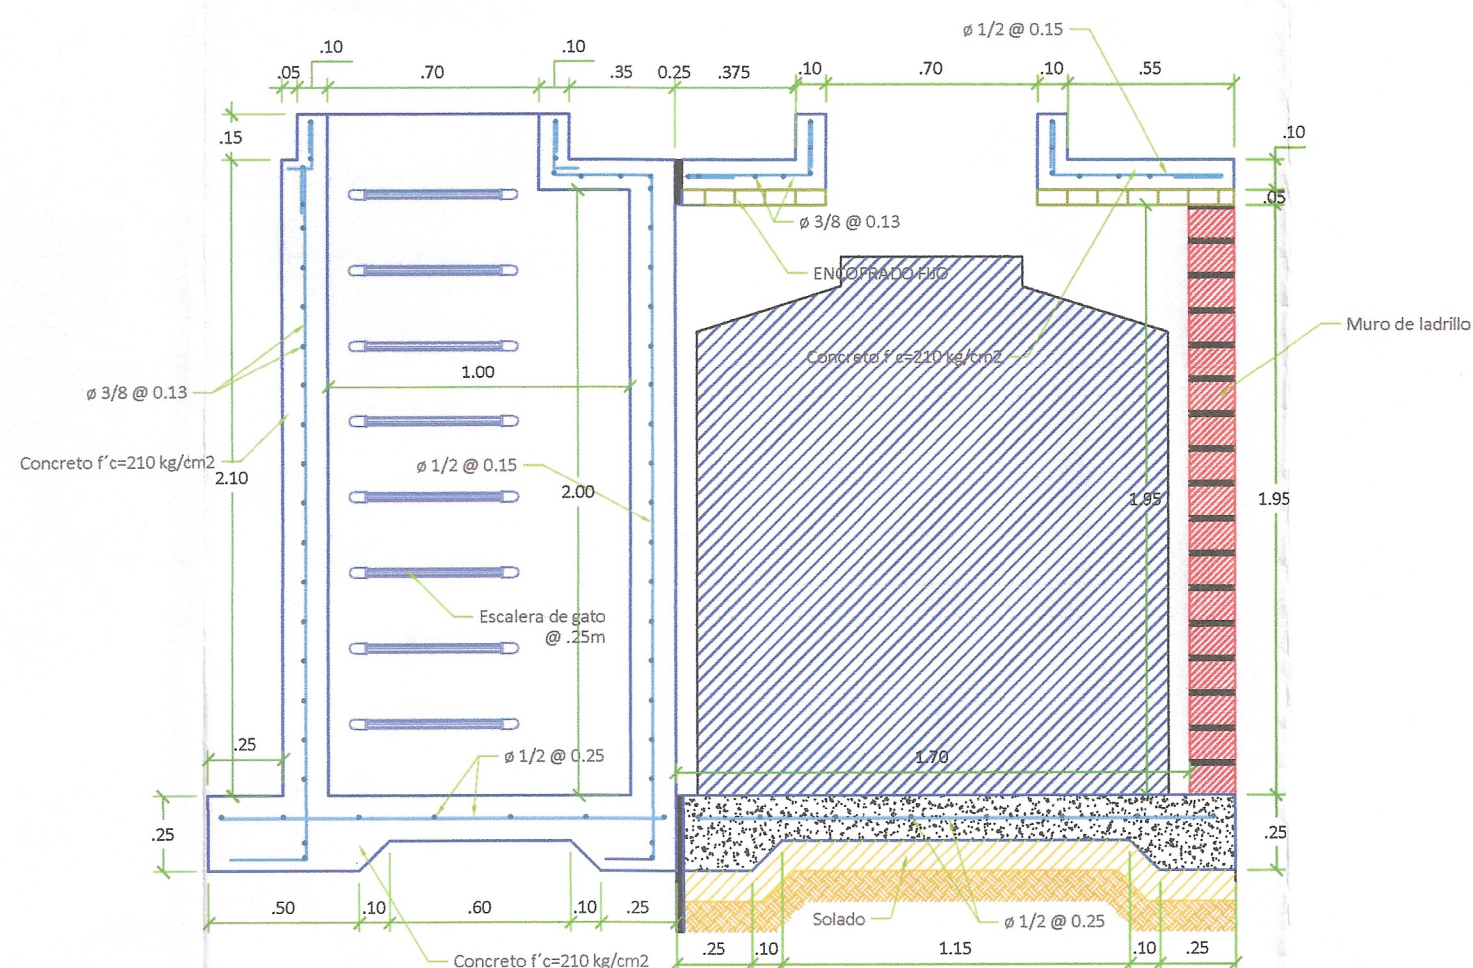 ø 1/2 @ 0.15
.10
.10
.05
.70
.35
0.25
.375
.10
.70
.10
.55
.15
.10
.05
ø 3/8 @ 0.13
ENCOFRADO FIJO
Muro de ladrillo
Concreto f´c=210 kg/cm2
1.00
ø 3/8 @ 0.13
Concreto f´c=210 kg/cm2
ø 1/2 @ 0.15
2.10
2.00
1.95
1.95
Escalera de gato
@ .25m
.25
ø 1/2 @ 0.25
1.70
.25
.25
.50
.10
.60
.10
.25
Solado
ø 1/2 @ 0.25
.25
.10
1.15
.10
.25
Concreto f´c=210 kg/cm2